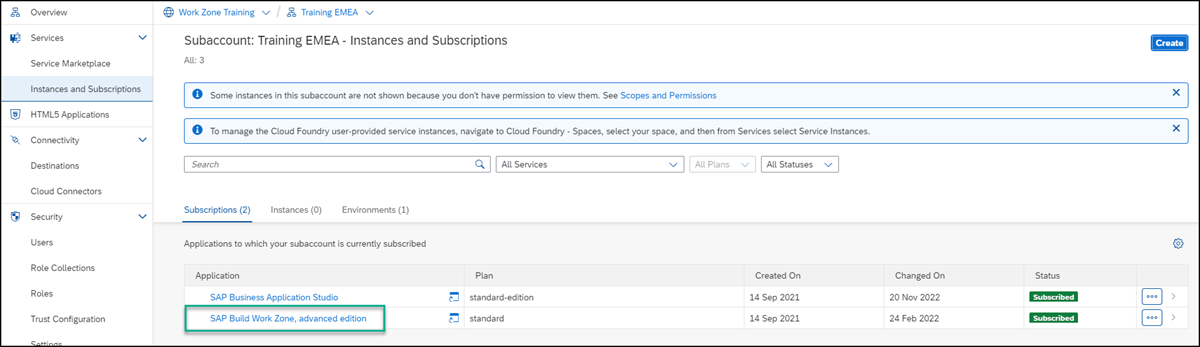 Overview
Services
Service Marketplace
Instances and Subscriptions
HTML5 Applications
Connectivity
Destinations
Cloud Connectors
Security
Users
Role Collections
Roles
Trust Configuration
Settings
Work Zone Training / Training EMEA
Subaccount: Training EMEA - Instances and Subscriptions
Create
All: 3
Some instances in this subaccount are not shown because you don't have permission to view them. See Scopes and Permissions
To manage the Cloud Foundry user-provided service instances, navigate to Cloud Foundry - Spaces, select your space, and then from Services select Service Instances.
Search All Services All Plans All Statuses
Subscriptions (2) Instances (0) Environments (1)
Applications to which your subaccount is currently subscribed
Application Plan Created On Changed On Status
SAP Business Application Studio standard-edition 14 Sep 2021 20 Nov 2022 Subscribed
SAP Build Work Zone, advanced edition standard 14 Sep 2021 24 Feb 2022 Subscribed